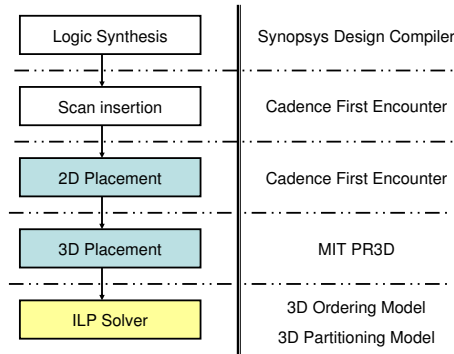 Logic Synthesis
Synopsys Design Compiler
Scan insertion
Cadence First Encounter
2D Placement
Cadence First Encounter
3D Placement
MIT PR3D
ILP Solver
3D Ordering Model
3D Partitioning Model